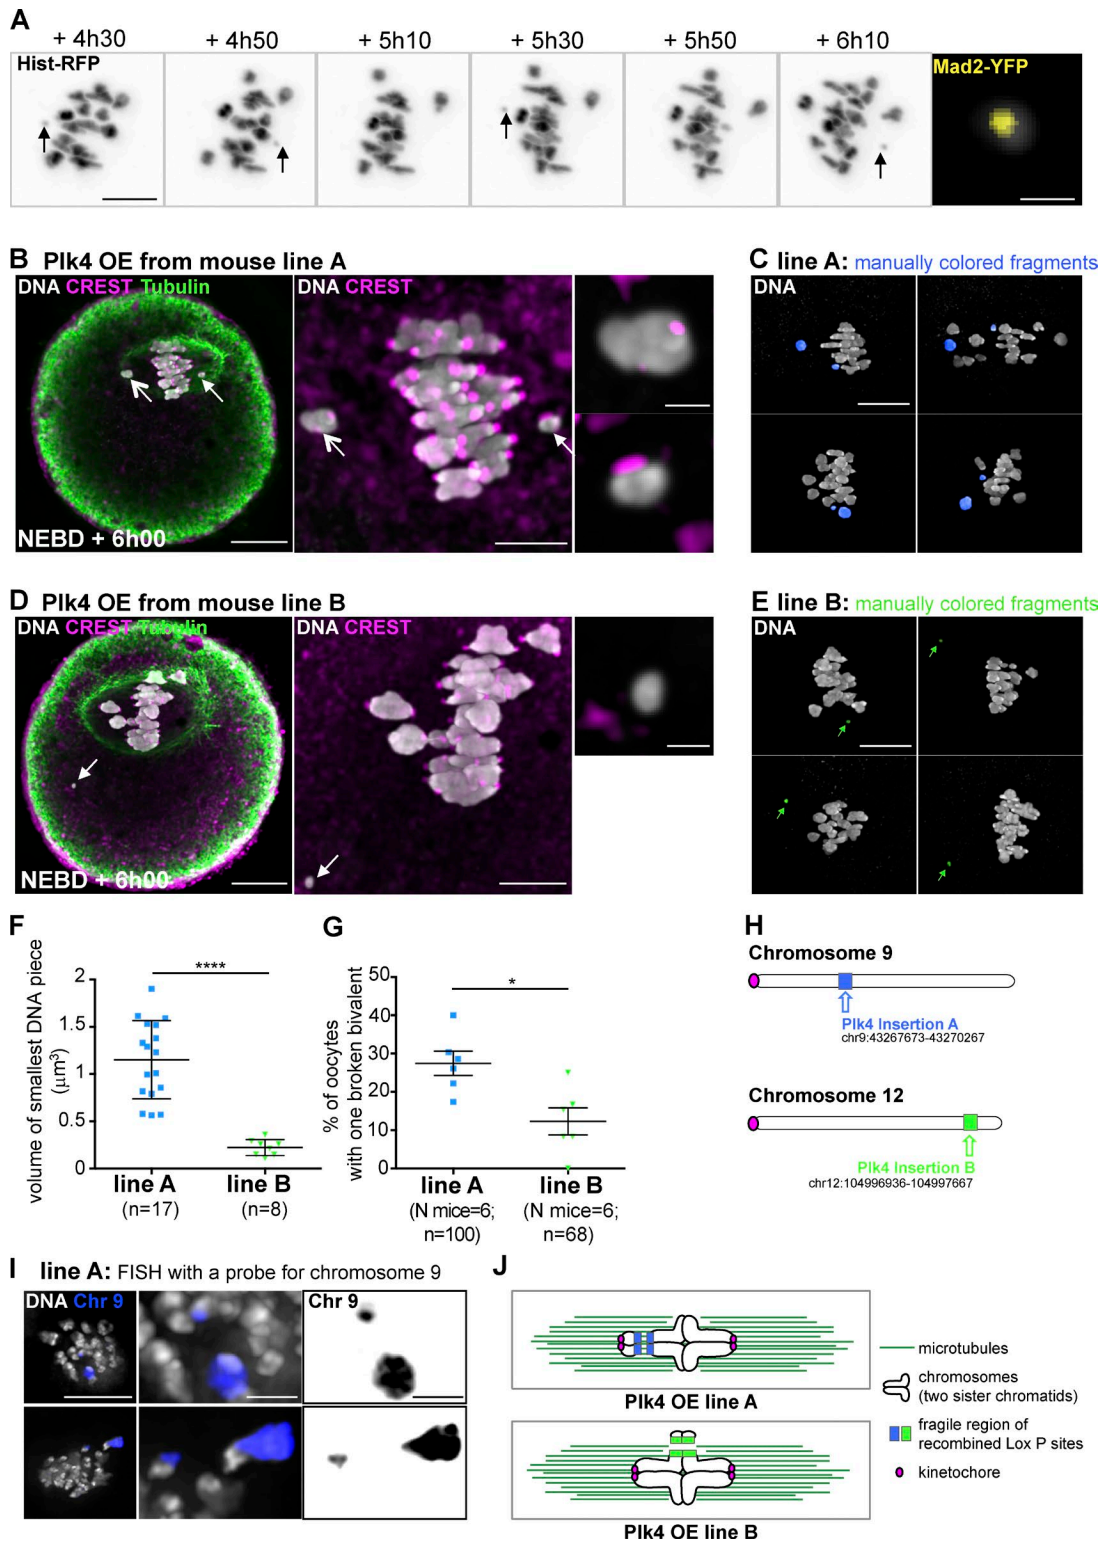 A
+ 4h30 + 4h50 + 5h10 + 5h30 + 5h50 + 6h10
Hist-RFP
Mad2-YFP
B Plk4 OE from mouse line A
DNA CREST Tubulin
DNA CREST
NEBD + 6h00
C line A: manually colored fragments
DNA
D Plk4 OE from mouse line B
DNA CREST Tubulin
DNA CREST
NEBD + 6h00
E line B: manually colored fragments
DNA
F
volume of smallest DNA piece
(µm³)
2
1.5
1
0.5
0
****
line A line B
(n=17) (n=8)
G
% of oocytes
with one broken bivalent
50
40
30
20
10
0
*
line A line B
(N mice=6; (N mice=6;
n=100) n=68)
H
Chromosome 9
Plk4 Insertion A
chr9:43267673-43270267
Chromosome 12
Plk4 Insertion B
chr12:104996936-104997667
I line A: FISH with a probe for chromosome 9
DNA Chr 9
Chr 9
J
Plk4 OE line A
Plk4 OE line B
microtubules
chromosomes
(two sister chromatids)
fragile region of
recombined Lox P sites
kinetochore